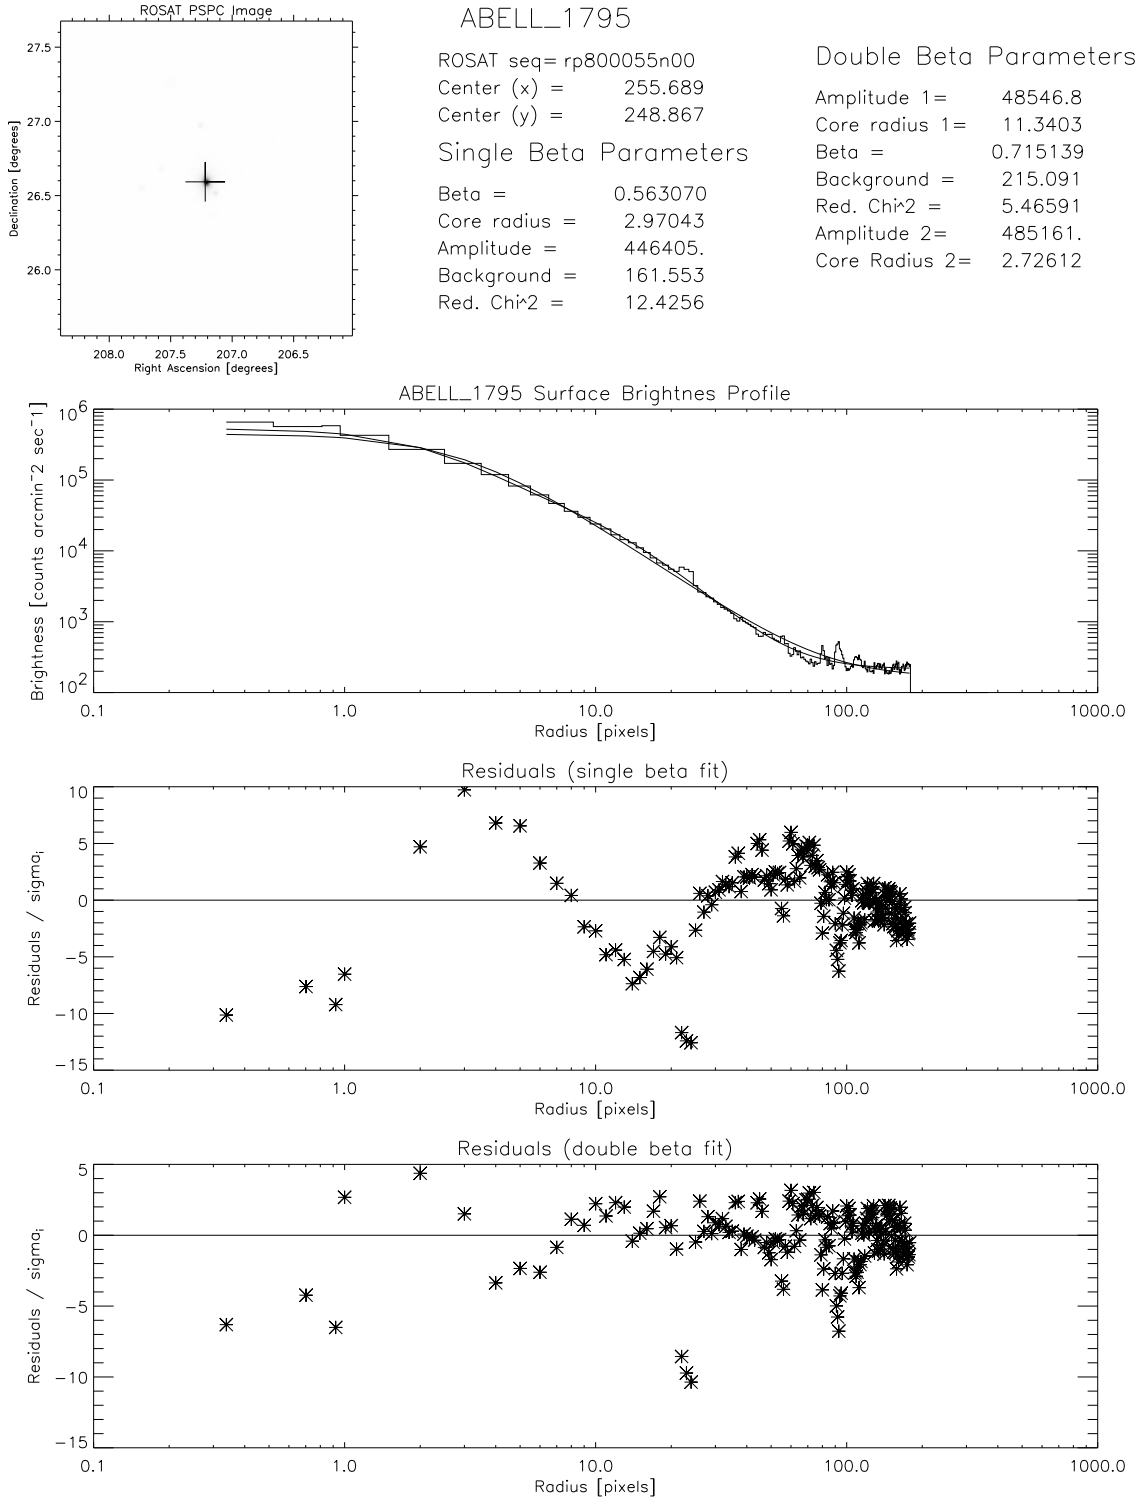 ROSAT PSPC Image
27.5
27.0
26.5
26.0
Declination [degrees]
208.0 207.5 207.0 206.5
Right Ascension [degrees]
ABELL_1795
ROSAT seq= rp800055n00
Center (x) = 255.689
Center (y) = 248.867
Single Beta Parameters
Beta = 0.563070
Core radius = 2.97043
Amplitude = 446405.
Background = 161.553
Red. Chi^2 = 12.4256
Double Beta Parameters
Amplitude 1= 48546.8
Core radius 1= 11.3403
Beta = 0.715139
Background = 215.091
Red. Chi^2 = 5.46591
Amplitude 2= 485161.
Core Radius 2= 2.72612
ABELL_1795 Surface Brightnes Profile
Brightness [counts arcmin^2 sec^-1]
10^6
10^5
10^4
10^3
10^2
0.1 1.0 10.0 100.0 1000.0
Radius [pixels]
Residuals (single beta fit)
Residuals / sigma_i
10
5
0
-5
-10
-15
0.1 1.0 10.0 100.0 1000.0
Radius [pixels]
Residuals (double beta fit)
Residuals / sigma_i
5
0
-5
-10
-15
0.1 1.0 10.0 100.0 1000.0
Radius [pixels]